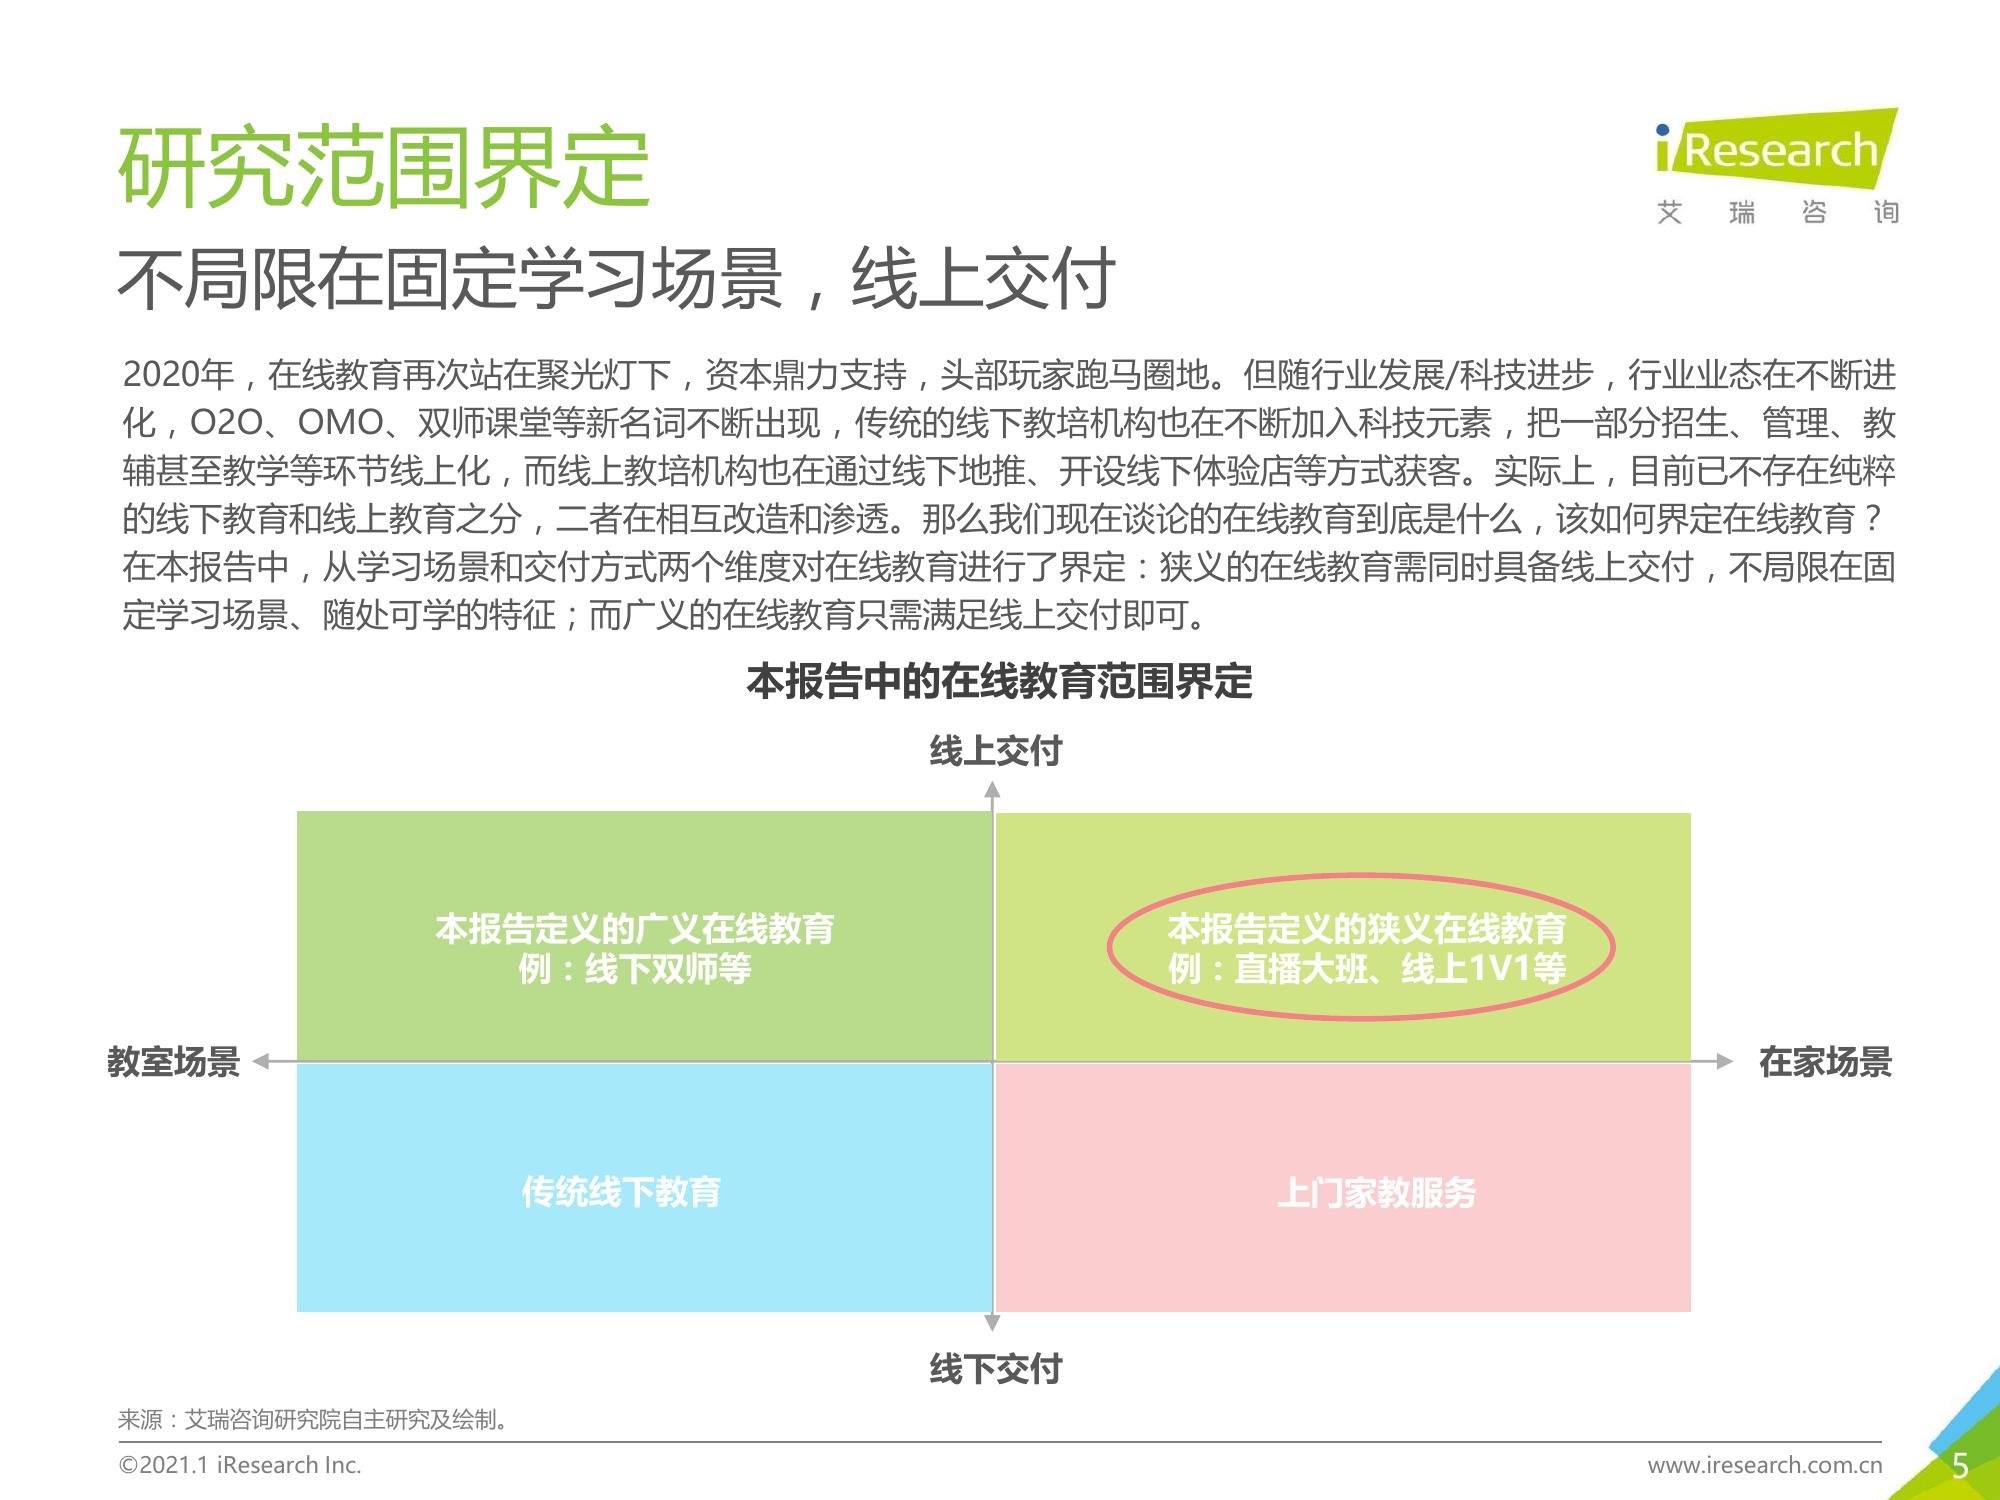 研究范围界定
iResearch
艾瑞咨询
不局限在固定学习场景，线上交付
2020年，在线教育再次站在聚光灯下，资本鼎力支持，头部玩家跑马圈地。但随行业发展/科技进步，行业业态在不断进
化，O2O、OMO、双师课堂等新名词不断出现，传统的线下教培机构也在不断加入科技元素，把一部分招生、管理、教
辅甚至教学等环节线上化，而线上教培机构也在通过线下地推、开设线下体验店等方式获客。实际上，目前已不存在纯粹
的线下教育和线上教育之分，二者在相互改造和渗透。那么我们现在谈论的在线教育到底是什么，该如何界定在线教育？
在本报告中，从学习场景和交付方式两个维度对在线教育进行了界定：狭义的在线教育需同时具备线上交付，不局限在固
定学习场景、随处可学的特征；而广义的在线教育只需满足线上交付即可。
本报告中的在线教育范围界定
线上交付
本报告定义的广义在线教育
例：线下双师等
本报告定义的狭义在线教育
例：直播大班、线上1V1等
教室场景
在家场景
传统线下教育
上门家教服务
线下交付
来源：艾瑞咨询研究院自主研究及绘制。
©2021.1 iResearch Inc.
www.iresearch.com.cn
5